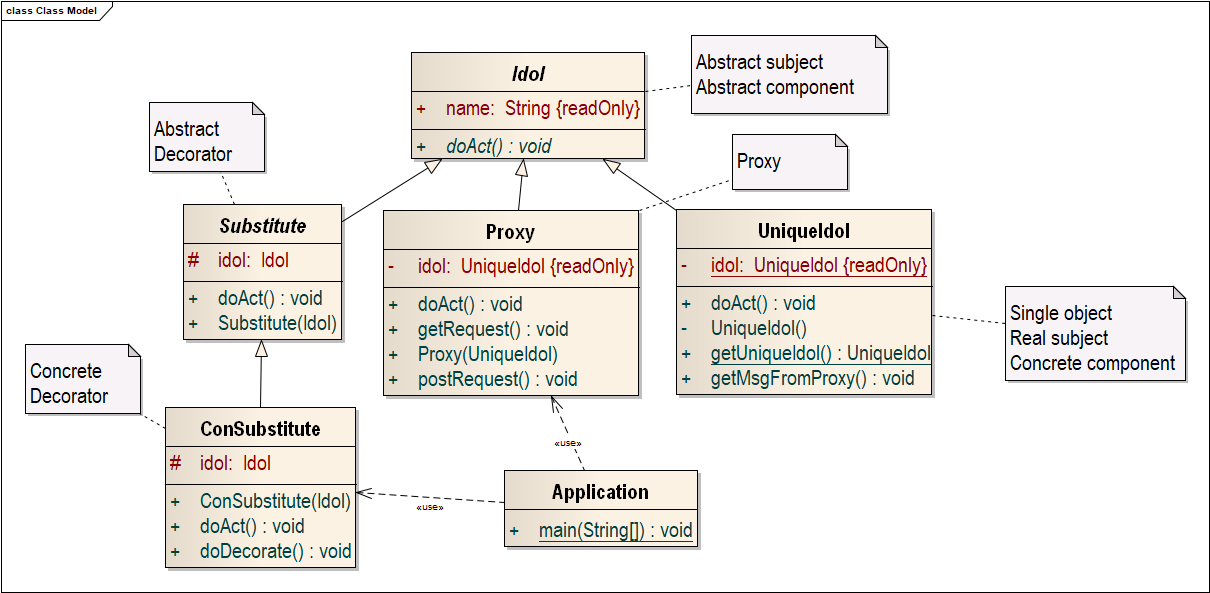 class Class Model
Idol
+ name: String {readOnly}
+ doAct() : void
Abstract subject
Abstract component
Abstract
Decorator
Proxy
Substitute
# idol: Idol
+ doAct() : void
+ Substitute(Idol)
Proxy
- idol: UniqueIdol {readOnly}
+ doAct() : void
+ getRequest() : void
+ Proxy(UniqueIdol)
+ postRequest() : void
UniqueIdol
- idol: UniqueIdol {readOnly}
+ doAct() : void
- UniqueIdol()
+ getUniqueIdol() : UniqueIdol
+ getMsgFromProxy() : void
Single object
Real subject
Concrete component
Concrete
Decorator
ConSubstitute
# idol: Idol
+ ConSubstitute(Idol)
+ doAct() : void
+ doDecorate() : void
«use»
«use»
Application
+ main(String[]) : void